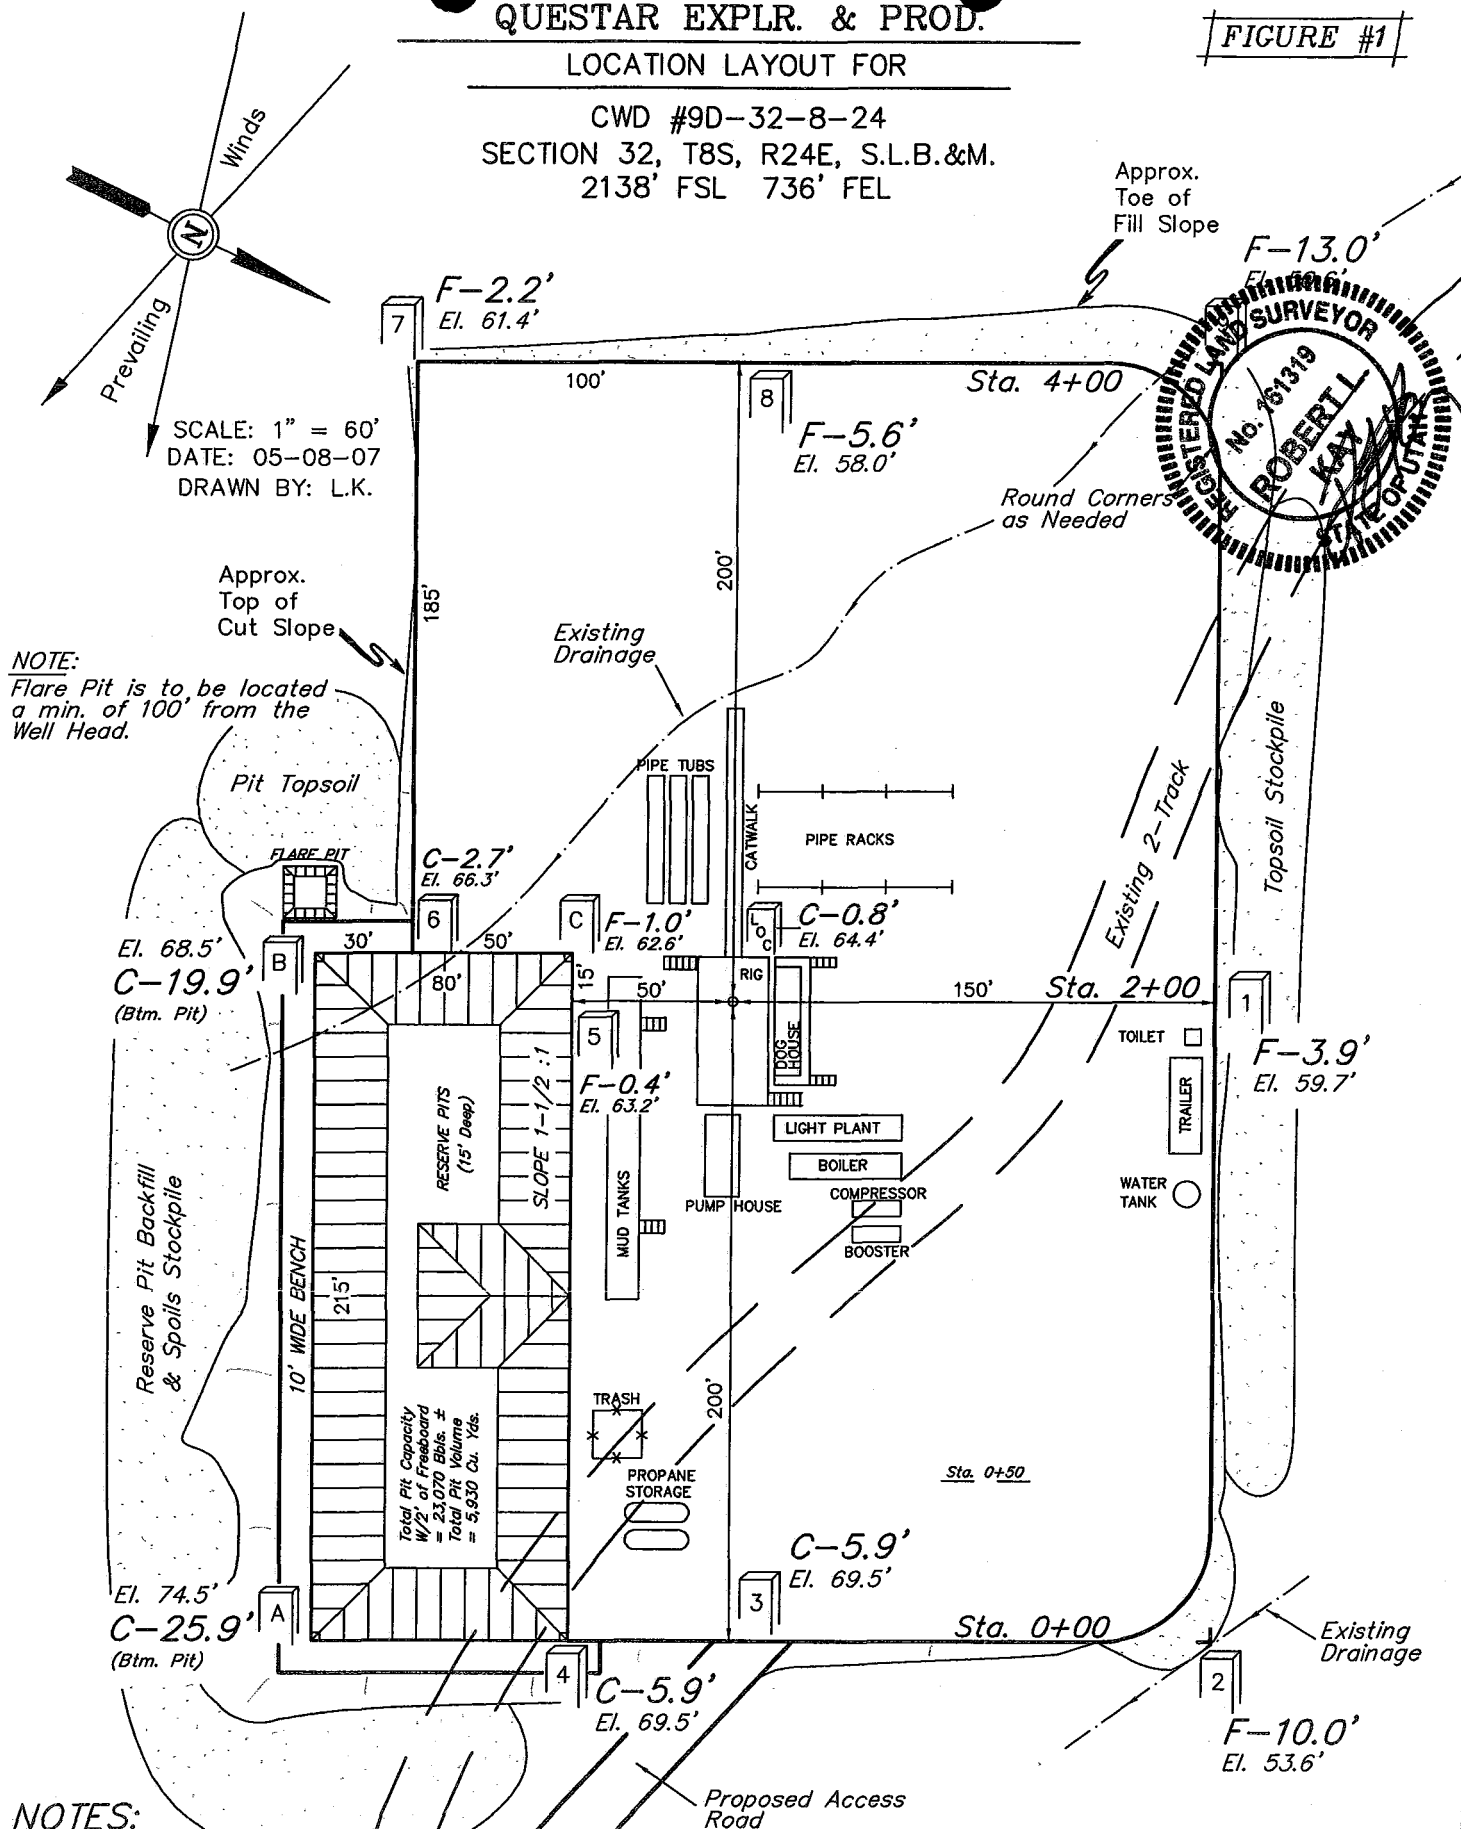 QUESTAR EXPLR. & PROD.
FIGURE #1
LOCATION LAYOUT FOR
CWD #9D-32-8-24
SECTION 32, T8S, R24E, S.L.B.&M.
2138' FSL 736' FEL
Winds
N
Prevailing
SCALE: 1" = 60'
DATE: 05-08-07
DRAWN BY: L.K.
Approx.
Toe of
Fill Slope
F-13.0'
REGISTERED LAND SURVEYOR
No. 161319
ROBERT L.
KAY
STATE OF UTAH
7
F-2.2'
El. 61.4'
100'
8
Sta. 4+00
F-5.6'
El. 58.0'
Round Corners
as Needed
200'
185'
Approx.
Top of
Cut Slope
Existing
Drainage
NOTE:
Flare Pit is to be located
a min. of 100' from the
Well Head.
Pit Topsoil
FLARE PIT
PIPE TUBS
CATWALK
PIPE RACKS
Existing 2-Track
Topsoil Stockpile
C-2.7'
El. 66.3'
6
C
F-1.0'
El. 62.6'
LOC
C-0.8'
El. 64.4'
El. 68.5'
C-19.9'
(Btm. Pit)
B
30'
50'
80'
15'
50'
RIG
150'
Sta. 2+00
1
F-3.9'
El. 59.7'
5
F-0.4'
El. 63.2'
DOG
HOUSE
TOILET
TRAILER
WATER
TANK
LIGHT PLANT
BOILER
COMPRESSOR
BOOSTER
PUMP HOUSE
MUD TANKS
RESERVE PITS
(15' Deep)
SLOPE 1-1/2 :1
Reserve Pit Backfill
& Spoils Stockpile
10' WIDE BENCH
215'
Total Pit Capacity
W/2' of Freeboard
= 23,070 Bbls. ±
Total Pit Volume
= 5,930 Cu. Yds.
TRASH
200'
PROPANE
STORAGE
Sta. 0+50
El. 74.5'
C-25.9'
(Btm. Pit)
A
3
C-5.9'
El. 69.5'
Sta. 0+00
4
C-5.9'
El. 69.5'
Existing
Drainage
2
F-10.0'
El. 53.6'
Proposed Access
Road
NOTES: